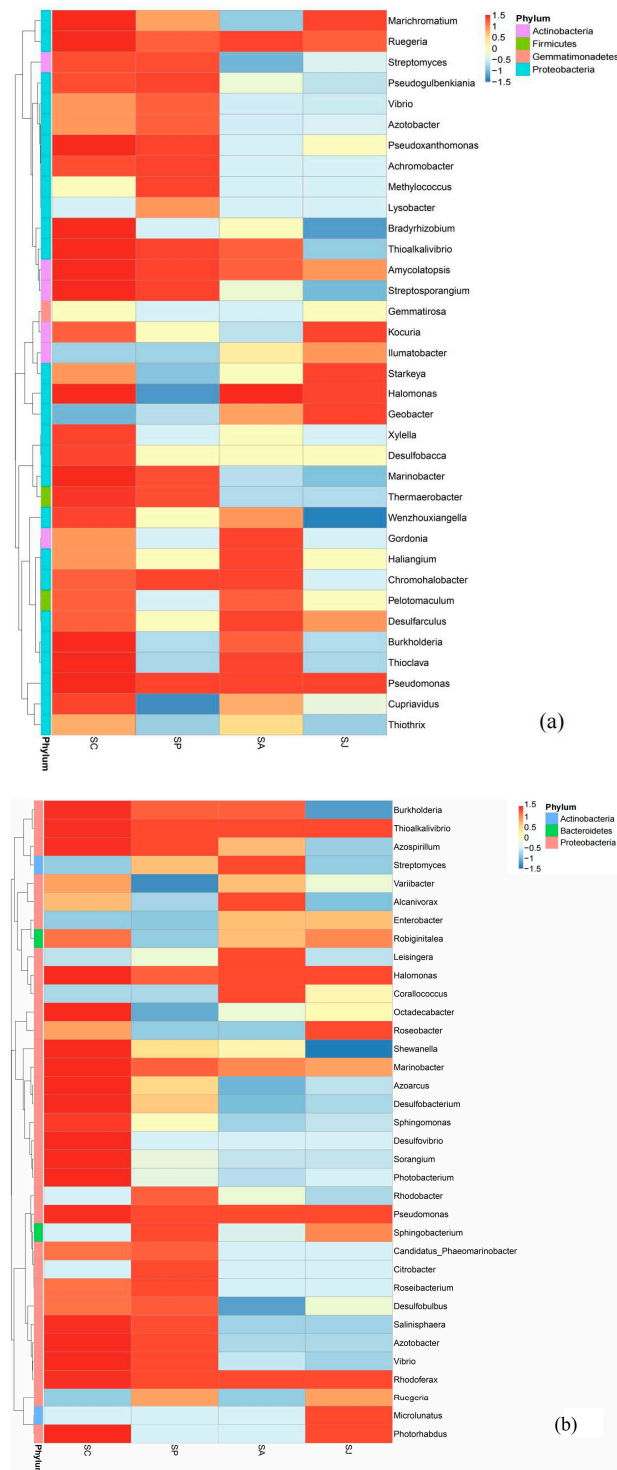 Marichromatium
Ruegeria
Streptomyces
Pseudogulbenkiania
Vibrio
Azotobacter
Pseudoxanthomonas
Achromobacter
Methylococcus
Lysobacter
Bradyrhizobium
Thioalkalivibrio
Amycolatopsis
Streptosporangium
Gemmatirosa
Kocuria
Ilumatobacter
Starkeya
Halomonas
Geobacter
Xylella
Desulfobacca
Marinobacter
Thermaerobacter
Wenzhouxiangella
Gordonia
Haliangium
Chromohalobacter
Pelotomaculum
Desulfarculus
Burkholderia
Thioclava
Pseudomonas
Cupriavidus
Thiothrix
Phylum
SC
SP
SA
SJ
1.5
1
0.5
0
−0.5
−1
−1.5
Phylum
Actinobacteria
Firmicutes
Gemmatimonadetes
Proteobacteria
(a)
Burkholderia
Thioalkalivibrio
Azospirillum
Streptomyces
Variibacter
Alcanivorax
Enterobacter
Robiginitalea
Leisingera
Halomonas
Corallococcus
Octadecabacter
Roseobacter
Shewanella
Marinobacter
Azoarcus
Desulfobacterium
Sphingomonas
Desulfovibrio
Sorangium
Photobacterium
Rhodobacter
Pseudomonas
Sphingobacterium
Candidatus_Phaeomarinobacter
Citrobacter
Roseibacterium
Desulfobulbus
Salinisphaera
Azotobacter
Vibrio
Rhodoferax
Ruegeria
Microlunatus
Photorhabdus
Phylum
SC
SP
SA
SJ
1.5
1
0.5
0
−0.5
−1
−1.5
Phylum
Actinobacteria
Bacteroidetes
Proteobacteria
(b)